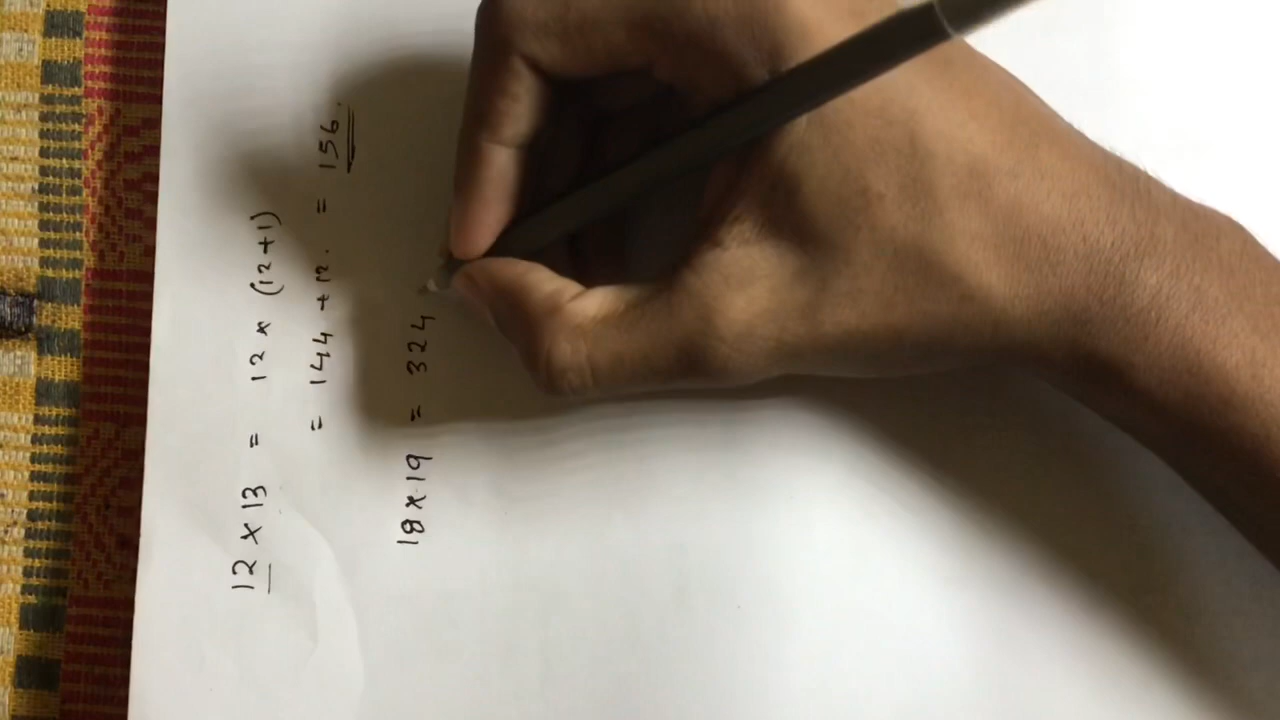 12 × 13 = 12 × (12+1)
= 144 + 12. = 156.
18 × 19 = 324